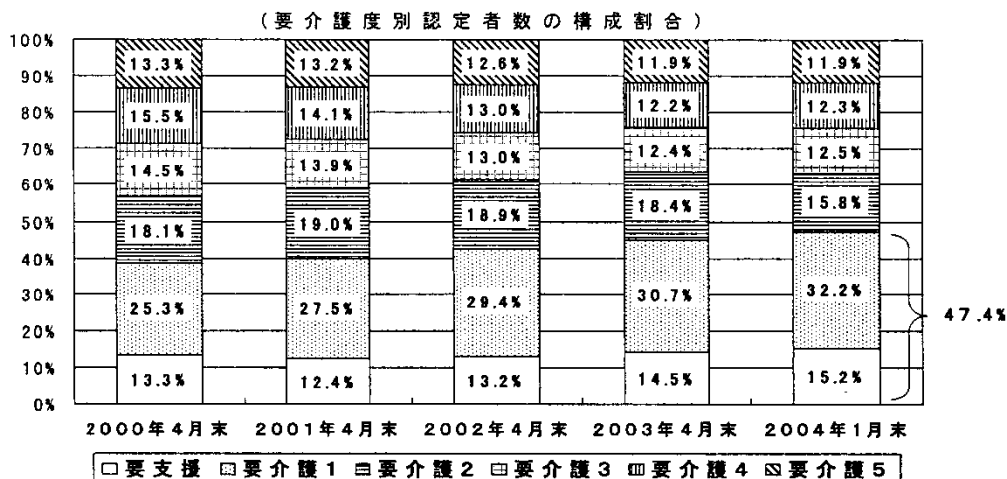 (要介護度別認定者数の構成割合)
100%
90%
80%
70%
60%
50%
40%
30%
20%
10%
0%
13.3% 13.2% 12.6% 11.9% 11.9%
15.5% 14.1% 13.0% 12.2% 12.3%
14.5% 13.9% 13.0% 12.4% 12.5%
18.1% 19.0% 18.9% 18.4% 15.8%
25.3% 27.5% 29.4% 30.7% 32.2%
47.4%
13.3% 12.4% 13.2% 14.5% 15.2%
2000年4月末 2001年4月末 2002年4月末 2003年4月末 2004年1月末
要支援 要介護1 要介護2 要介護3 要介護4 要介護5